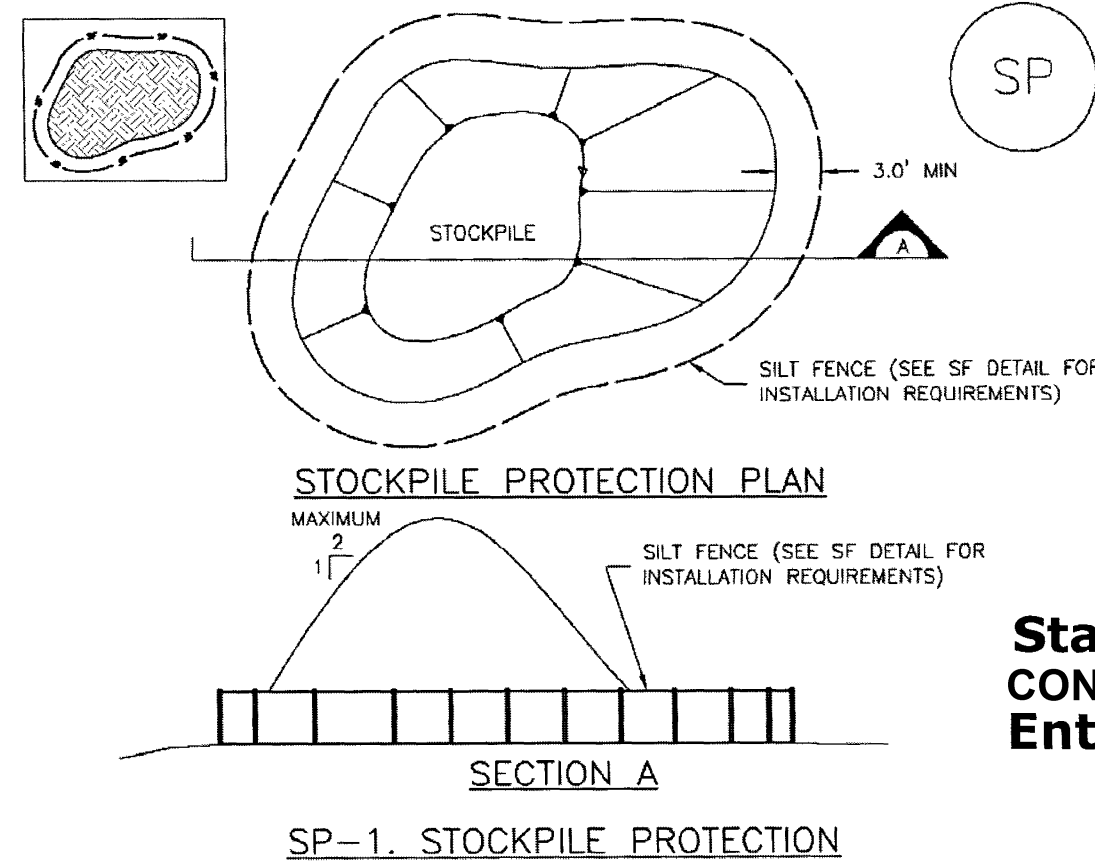 SP
3.0' MIN
STOCKPILE
A
SILT FENCE (SEE SF DETAIL FOR
INSTALLATION REQUIREMENTS)
STOCKPILE PROTECTION PLAN
MAXIMUM
2
1
SILT FENCE (SEE SF DETAIL FOR
INSTALLATION REQUIREMENTS)
Sta
CON
Ent
SECTION A
SP-1. STOCKPILE PROTECTION